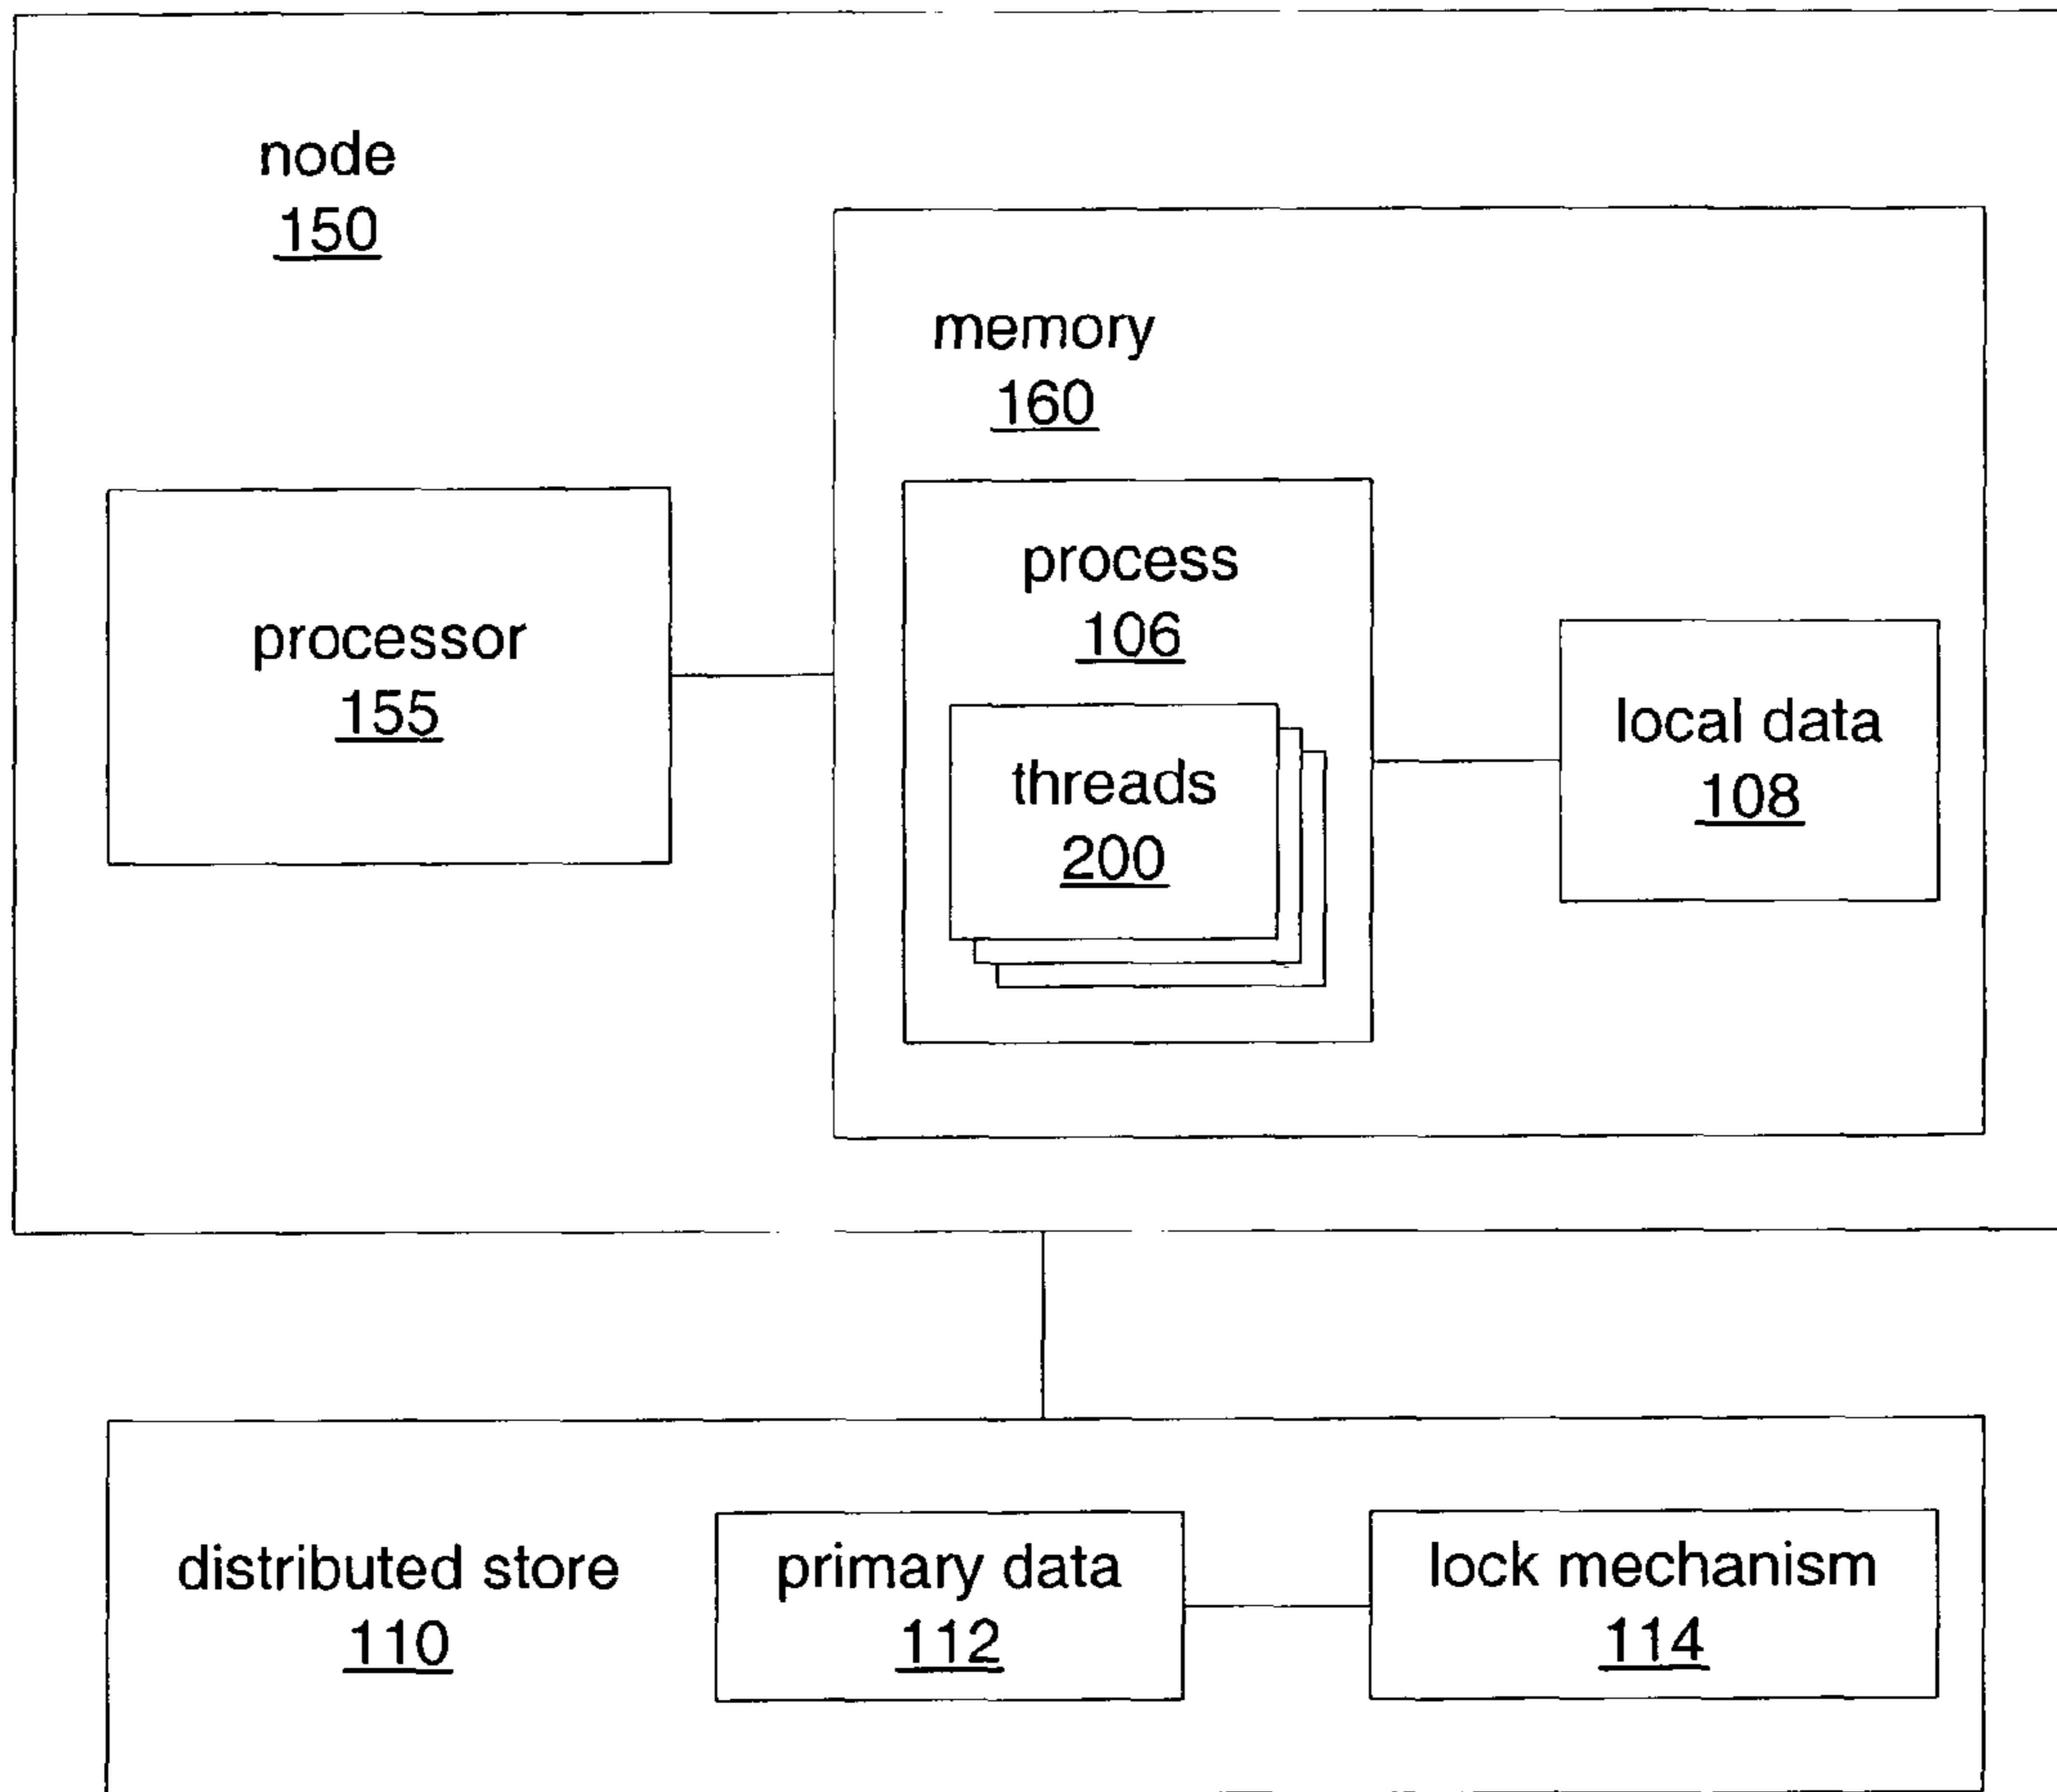 node
150
memory
160
process
106
processor
155
threads
200
local data
108
distributed store
110
primary data
112
lock mechanism
114